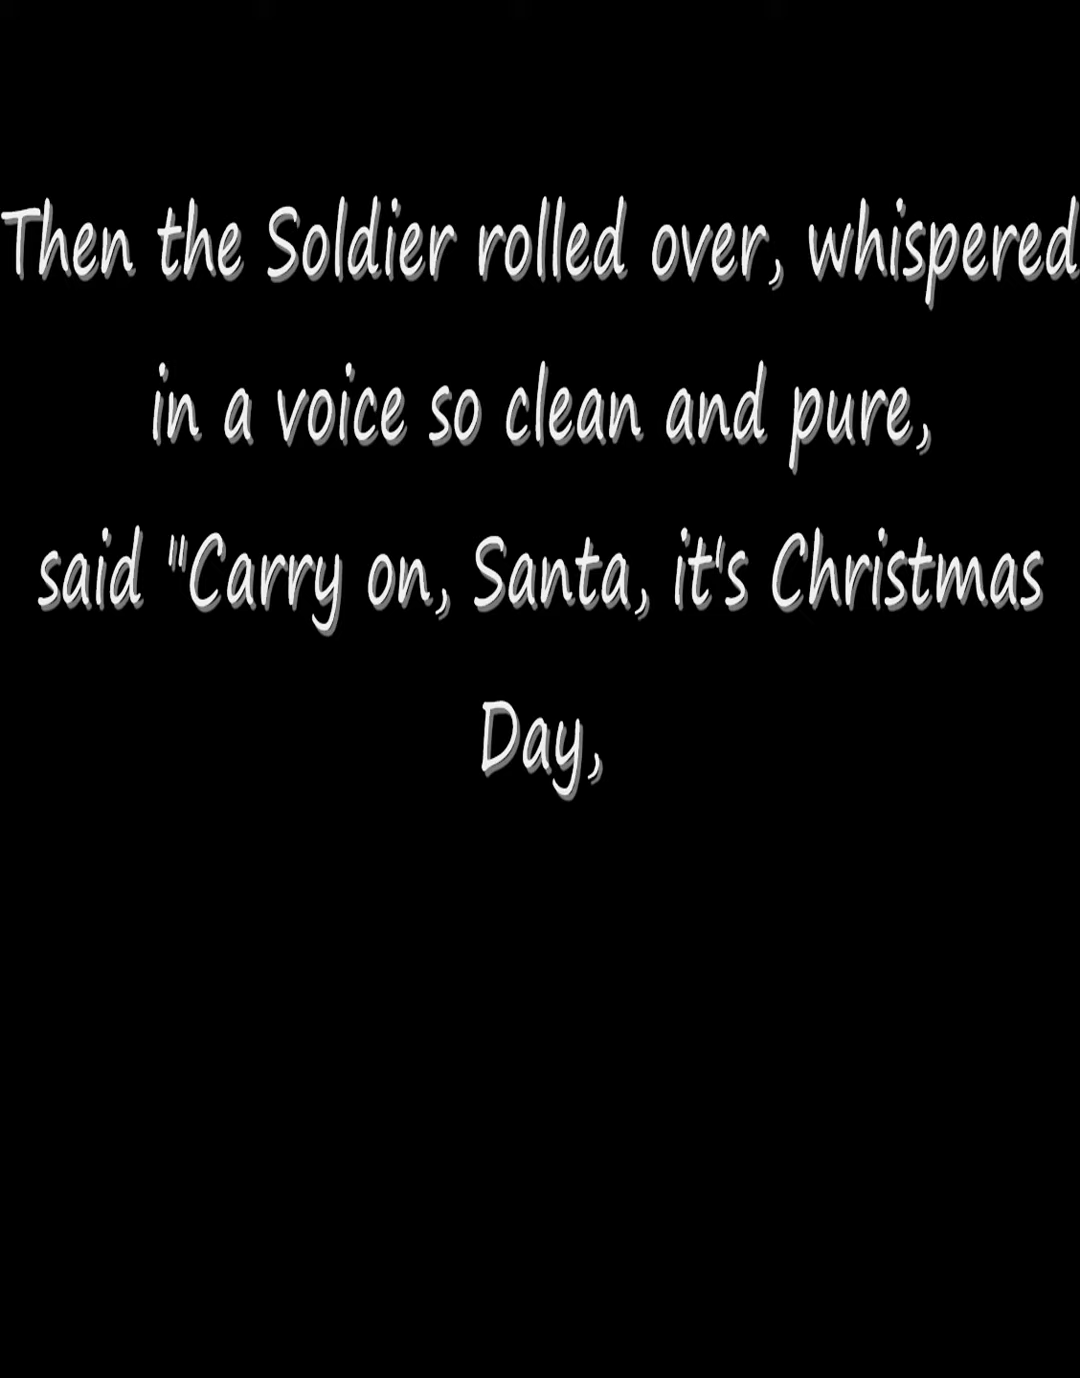 Then the Soldier rolled over, whispered
in a voice so clean and pure,
said "Carry on, Santa, it's Christmas
Day,